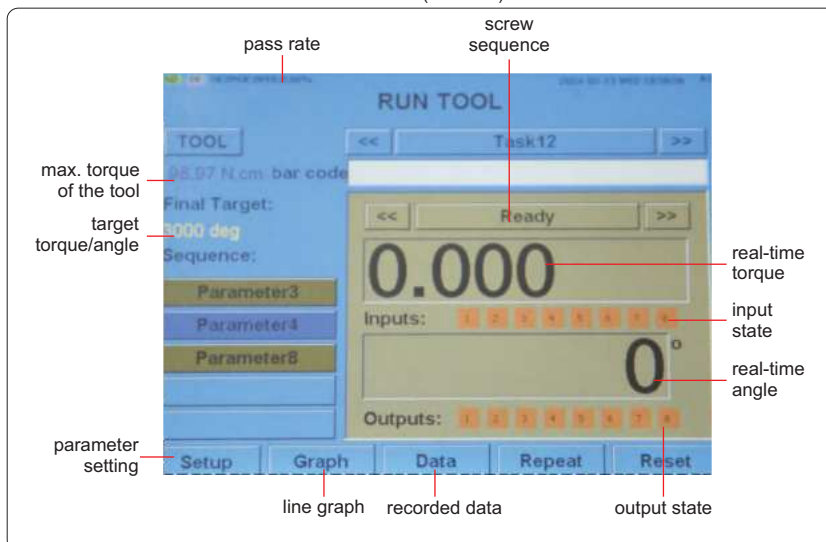 screw
pass rate
sequence
RUN TOOL
TOOL
<< Task12 >>
max. torque
of the tool
98.97 N.cm bar code
Final Target:
target
torque/angle
<< Ready >>
deg
Sequence:
0.000
real-time
torque
Parameter3
Inputs: 1 2 3 4 5 6 7 8
input
state
Parameter4
Parameter8
0°
real-time
angle
Outputs: 1 2 3 4 5 6 7 8
parameter
setting
Setup Graph Data Repeat Reset
line graph recorded data output state